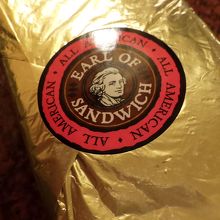 ALL AMERICAN • ALL AMERICAN • ALL AMERICAN •
EARL OF
SANDWICH